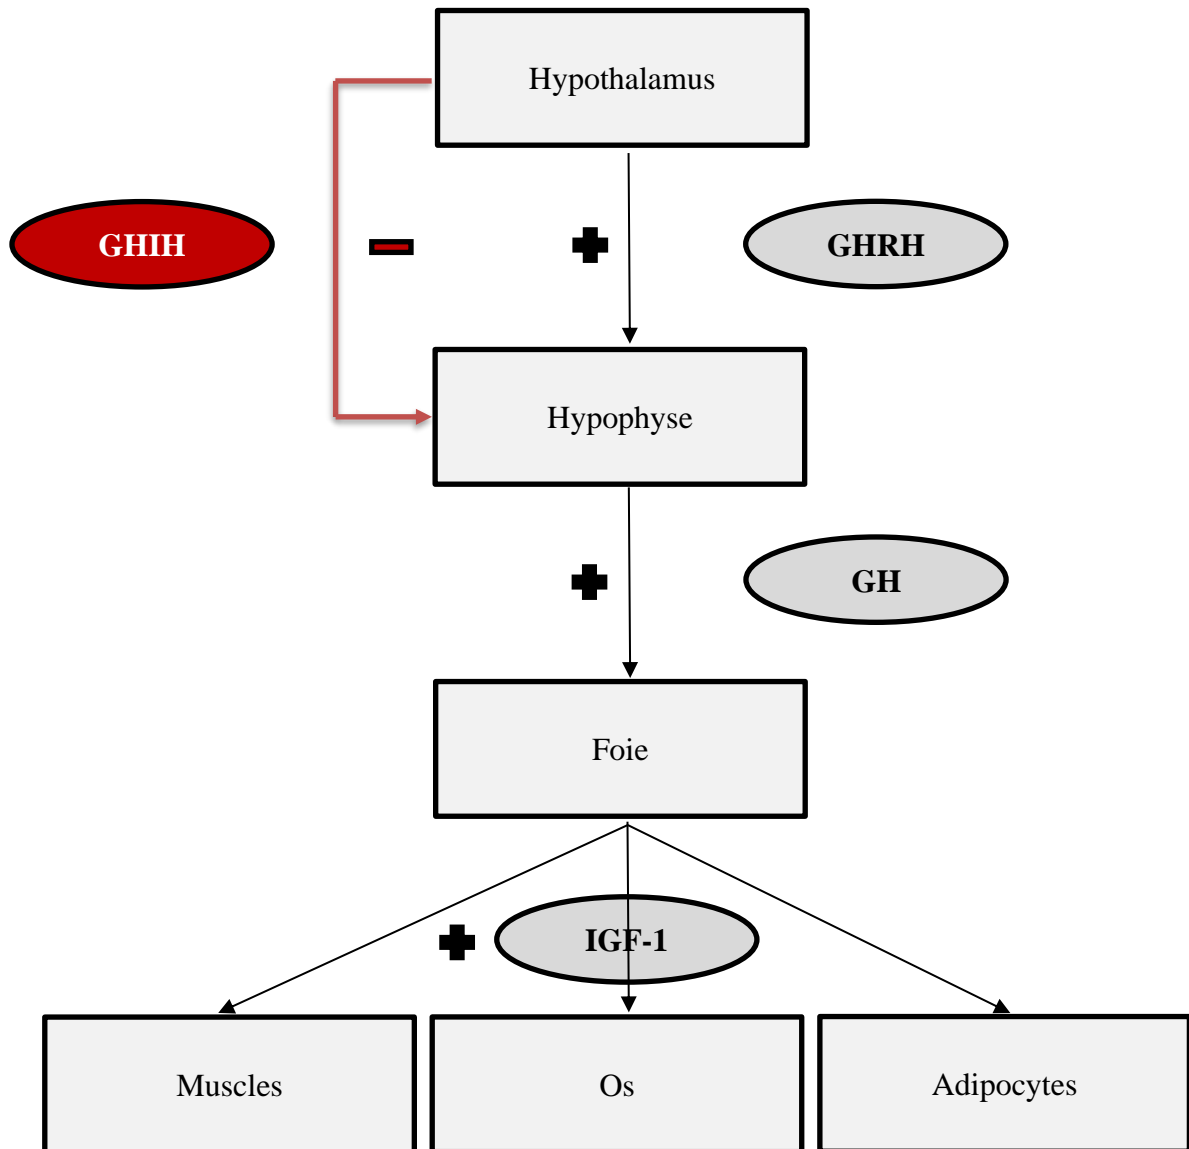 Hypothalamus
GHIH
GHRH
Hypophyse
GH
Foie
IGF-1
Muscles
Os
Adipocytes